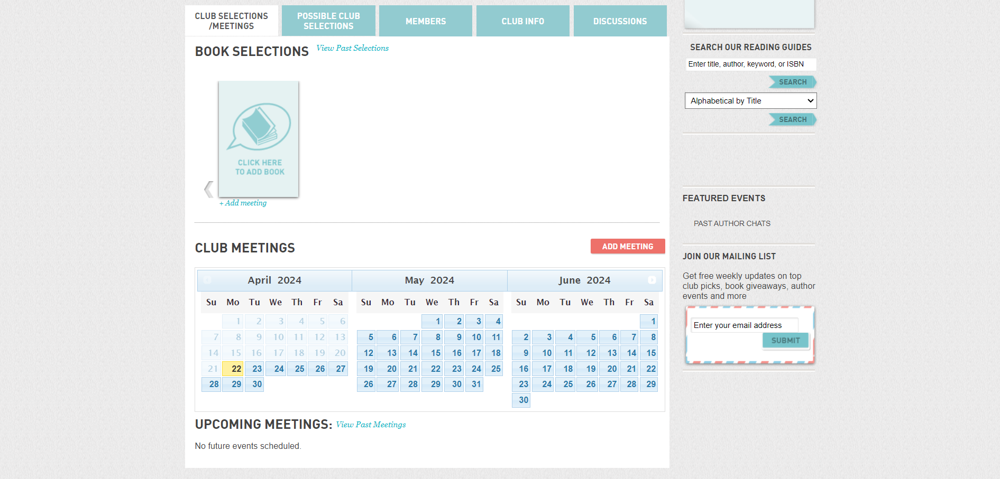 CLUB SELECTIONS
/MEETINGS
POSSIBLE CLUB
SELECTIONS
MEMBERS
CLUB INFO
DISCUSSIONS
BOOK SELECTIONS View Past Selections
CLICK HERE
TO ADD BOOK
+ Add meeting
CLUB MEETINGS
ADD MEETING
April 2024
Su Mo Tu We Th Fr Sa
1 2 3 4 5 6
7 8 9 10 11 12 13
14 15 16 17 18 19 20
21 22 23 24 25 26 27
28 29 30
May 2024
Su Mo Tu We Th Fr Sa
1 2 3 4
5 6 7 8 9 10 11
12 13 14 15 16 17 18
19 20 21 22 23 24 25
26 27 28 29 30 31
June 2024
Su Mo Tu We Th Fr Sa
1
2 3 4 5 6 7 8
9 10 11 12 13 14 15
16 17 18 19 20 21 22
23 24 25 26 27 28 29
30
UPCOMING MEETINGS: View Past Meetings
No future events scheduled.
SEARCH OUR READING GUIDES
Enter title, author, keyword, or ISBN
SEARCH
Alphabetical by Title
SEARCH
FEATURED EVENTS
PAST AUTHOR CHATS
JOIN OUR MAILING LIST
Get free weekly updates on top
club picks, book giveaways, author
events and more
Enter your email address
SUBMIT